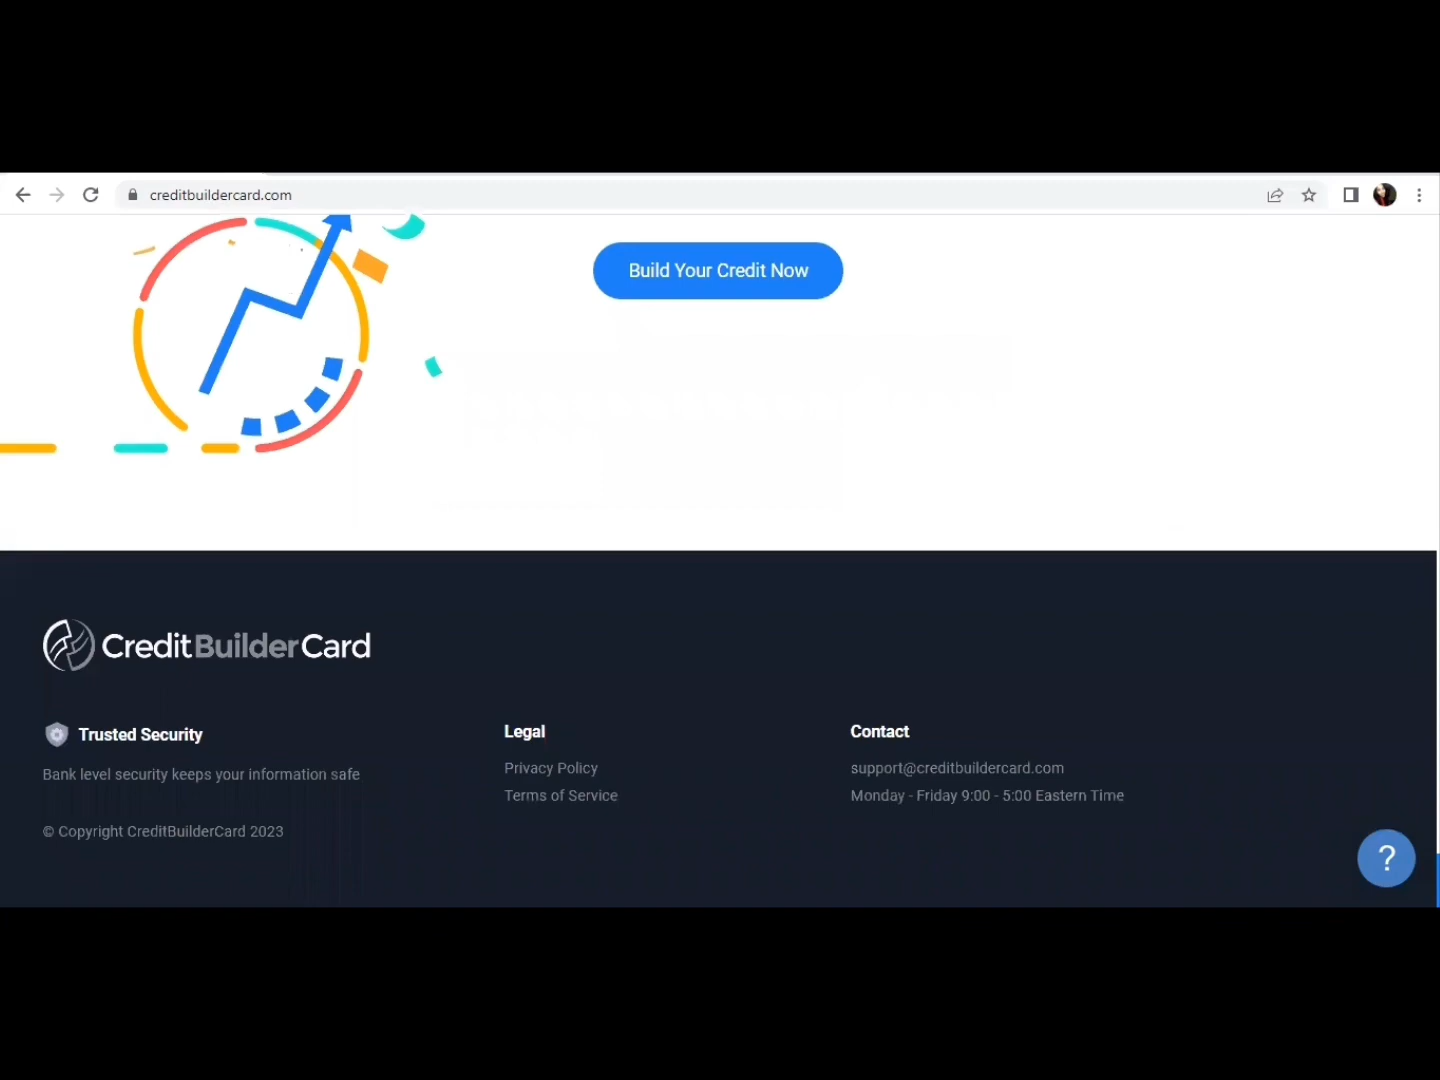 creditbuildercard.com
Build Your Credit Now
CreditBuilderCard
Trusted Security
Bank level security keeps your information safe
© Copyright CreditBuilderCard 2023
Legal
Privacy Policy
Terms of Service
Contact
support@creditbuildercard.com
Monday - Friday 9:00 - 5:00 Eastern Time
?